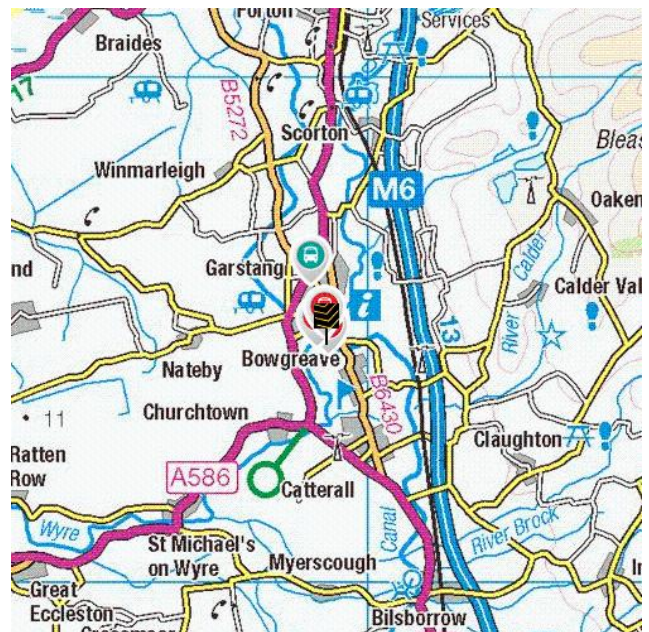 Forton
Services
Braides
17
B5272
Scorton
Bleas
Winmarleigh
M6
Oaken
Calder
nd
Garstang
i
Calder Val
River
13
Nateby
Bowgreave
B6430
11
Churchtown
Claughton
Ratten
Row
A586
Catterall
Wyre
Canal
River Brock
St Michael's
on Wyre
Myerscough
Great
Eccleston
Bilsborrow